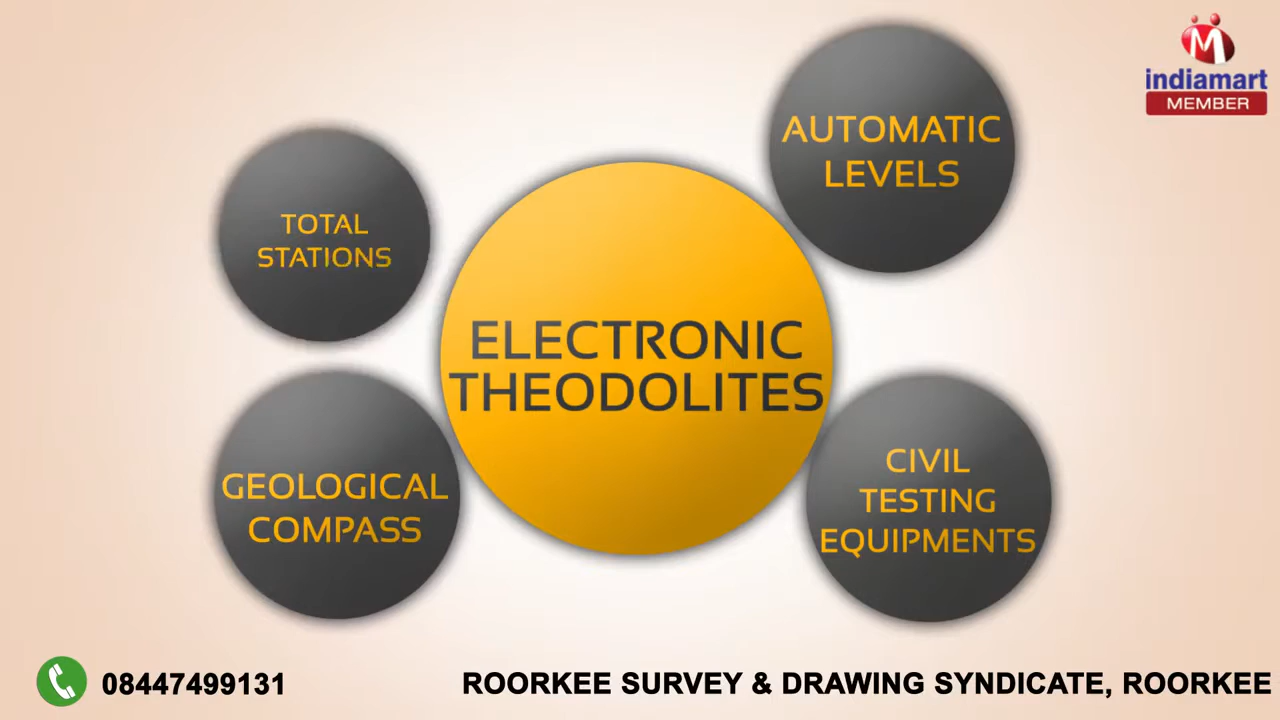 indiamart
MEMBER
AUTOMATIC
LEVELS
TOTAL
STATIONS
ELECTRONIC
THEODOLITES
GEOLOGICAL
COMPASS
CIVIL
TESTING
EQUIPMENTS
08447499131
ROORKEE SURVEY & DRAWING SYNDICATE, ROORKEE